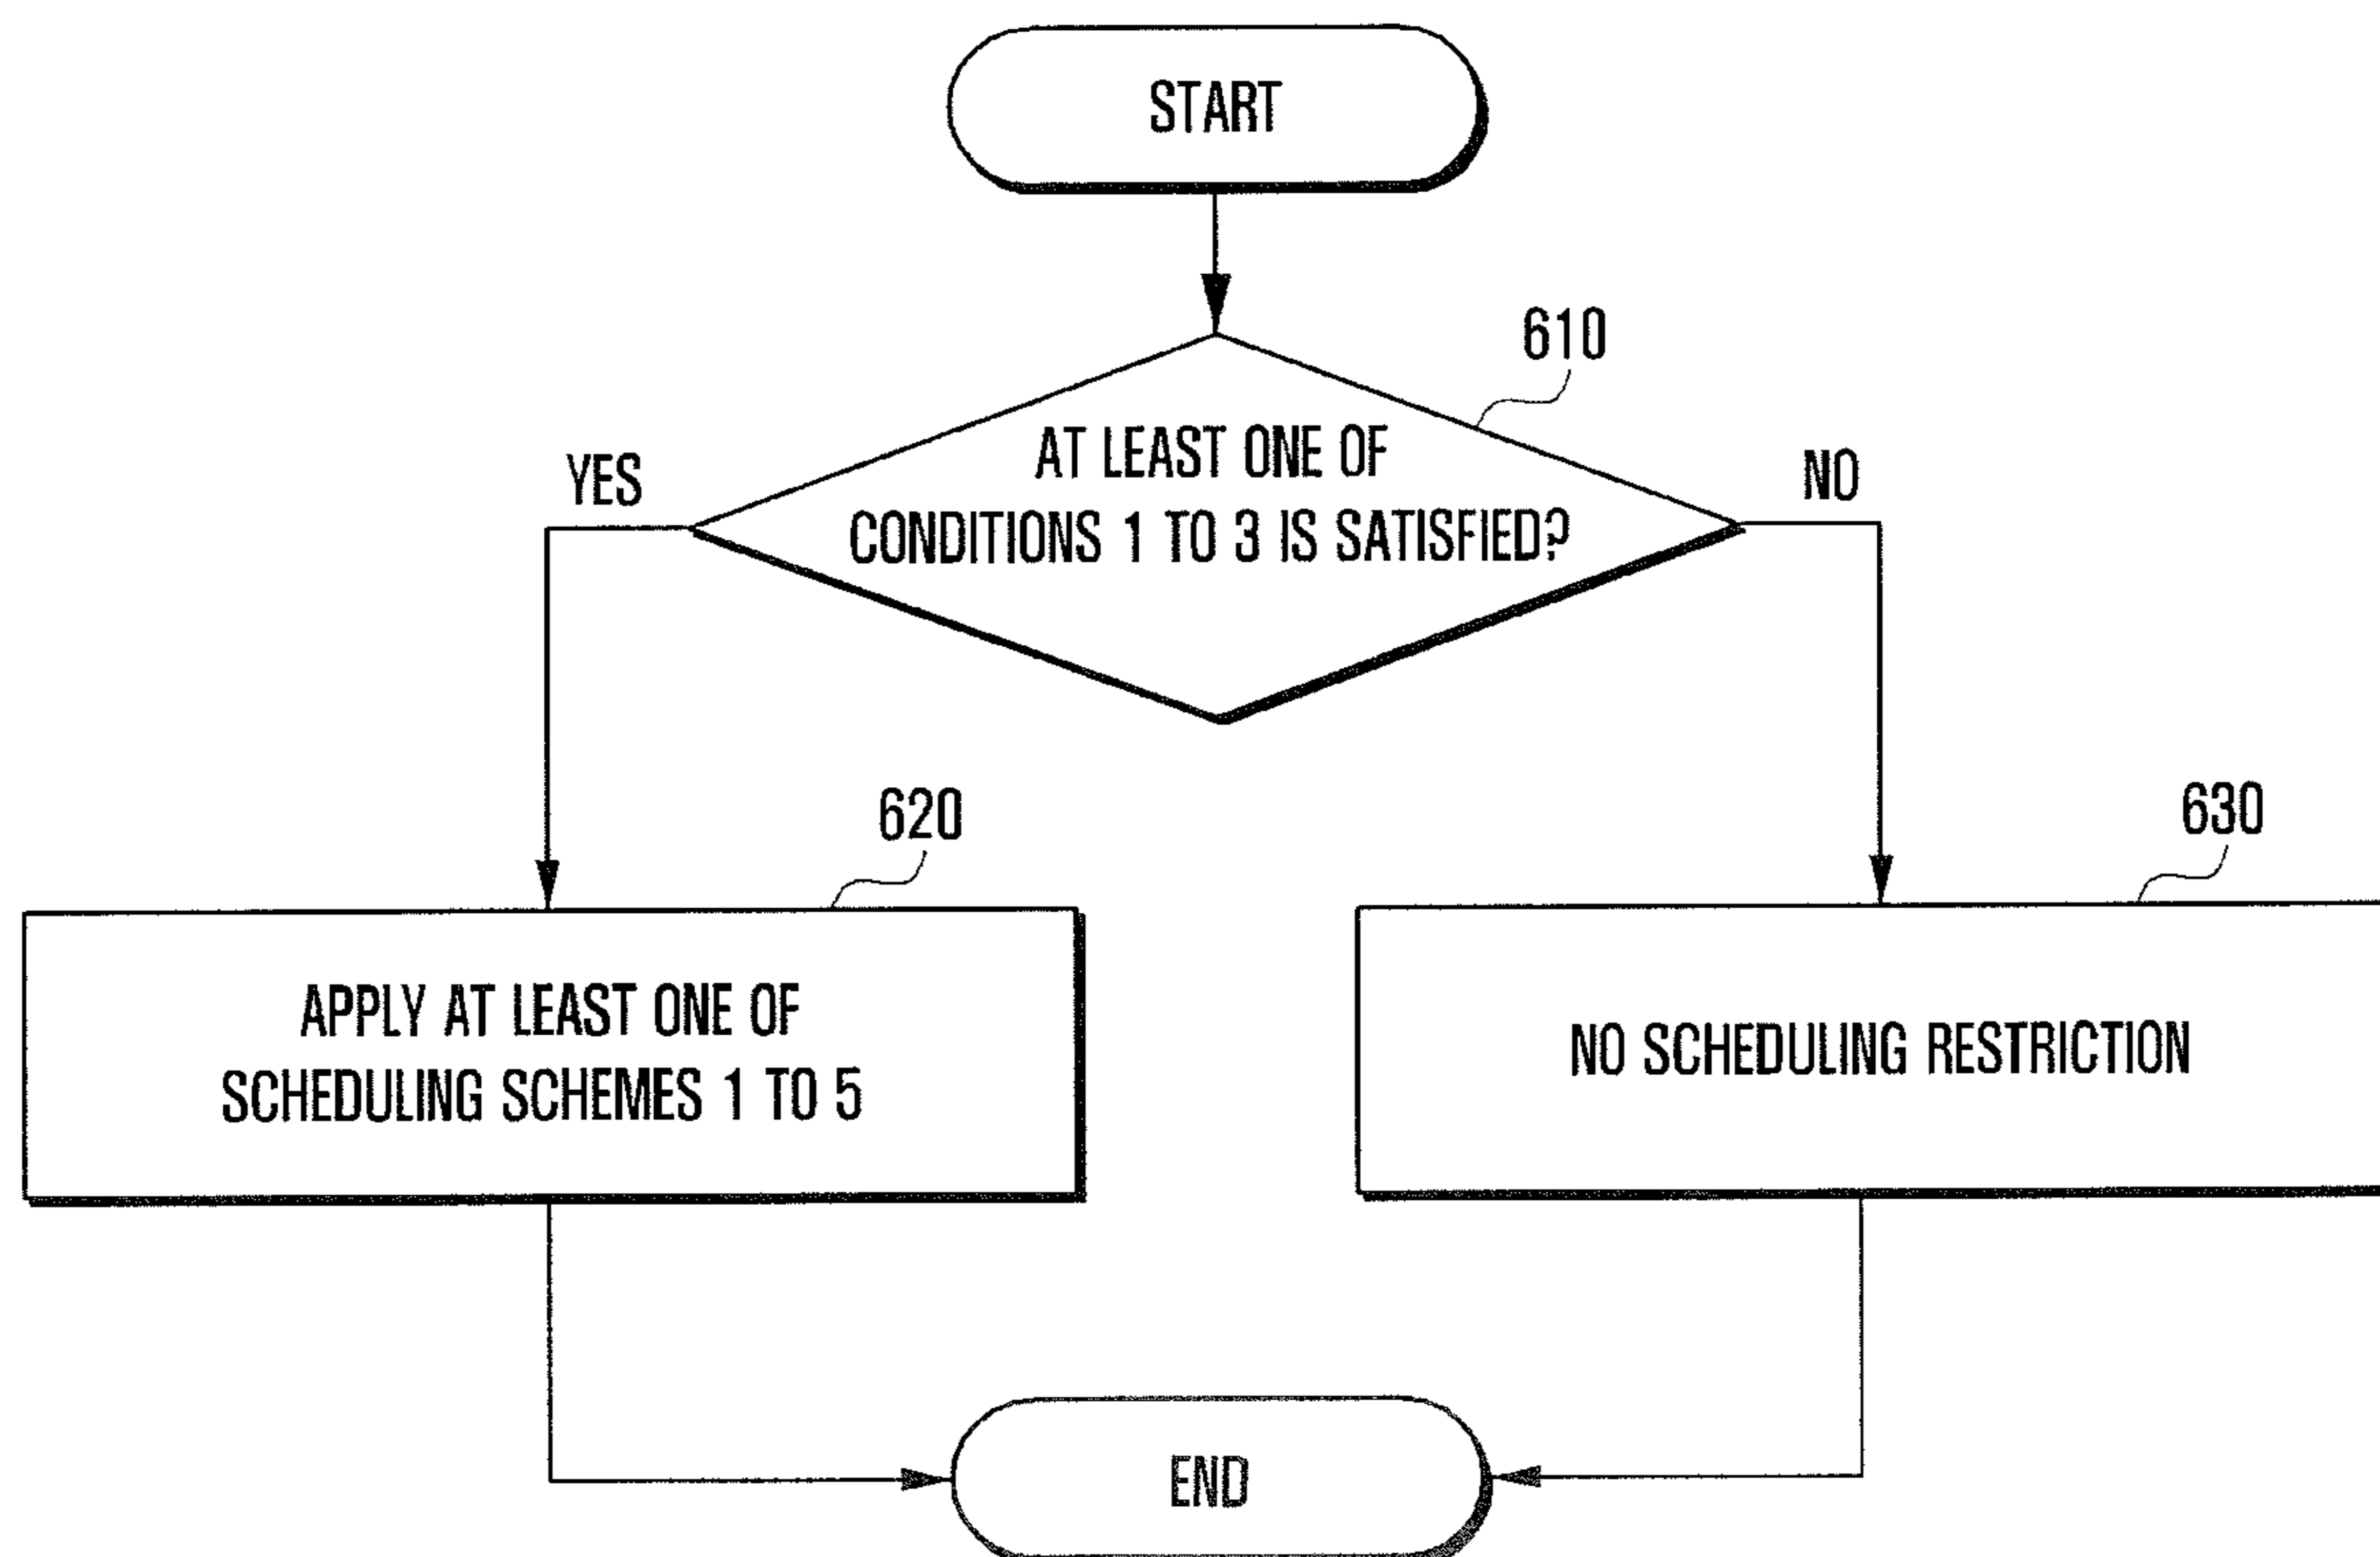 START
610
AT LEAST ONE OF
CONDITIONS 1 TO 3 IS SATISFIED?
YES
NO
620
630
APPLY AT LEAST ONE OF
SCHEDULING SCHEMES 1 TO 5
NO SCHEDULING RESTRICTION
END